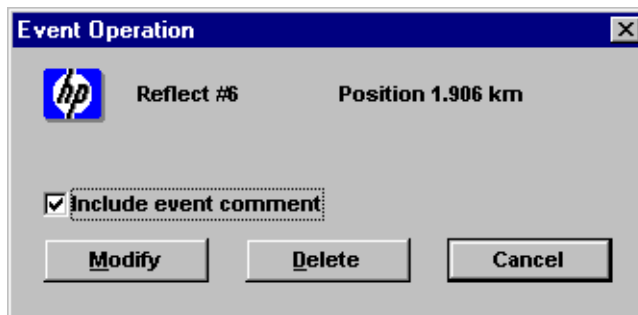 Event Operation
hp Reflect #6 Position 1.906 km
Include event comment
Modify Delete Cancel